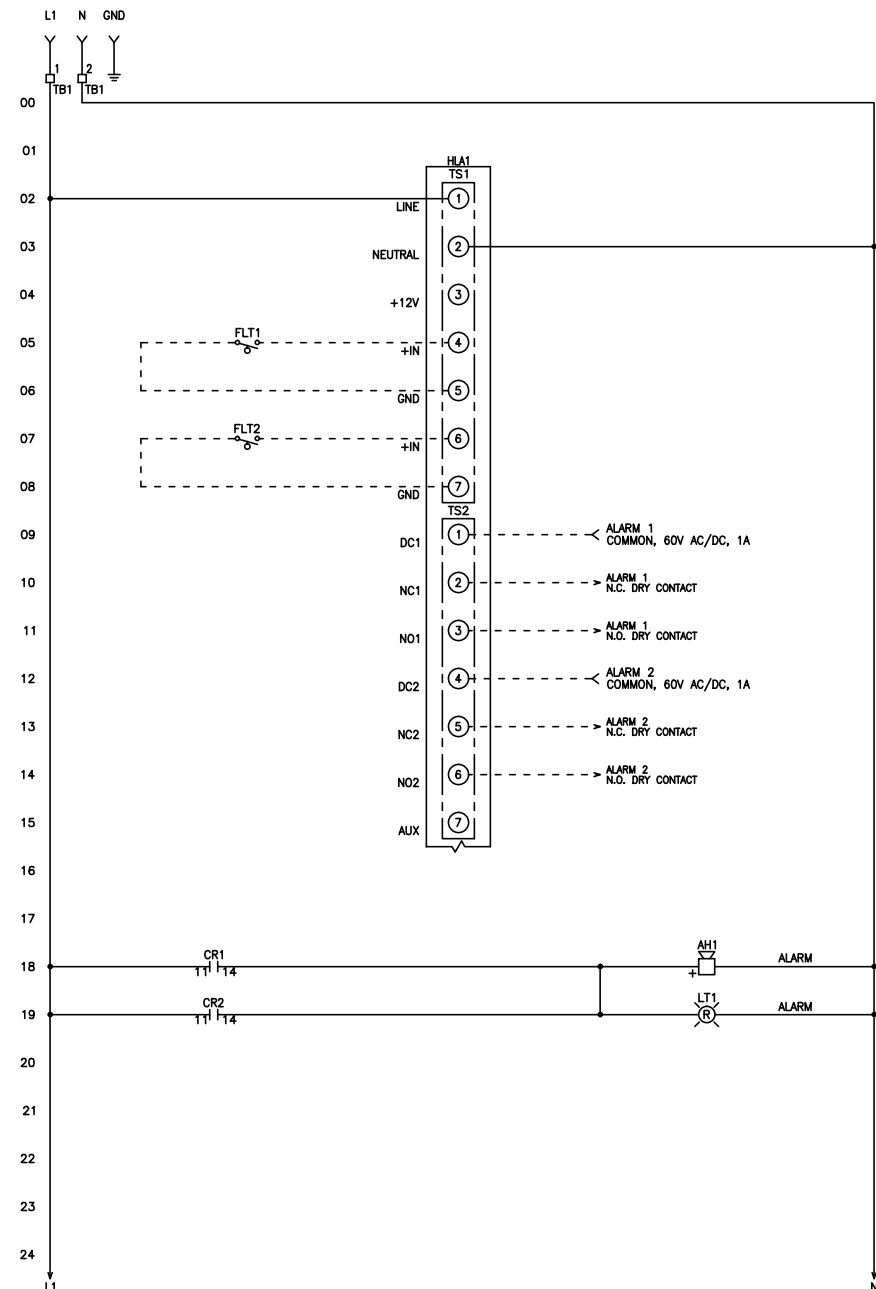 L1 N GND
1 2
TB1 TB1
00
01
HLA1
TS1
02 LINE 1
03 NEUTRAL 2
04 +12V 3
FLT1
05 +IN 4
06 GND 5
FLT2
07 +IN 6
08 GND 7
TS2
09 DC1 1 ALARM 1
COMMON, 60V AC/DC, 1A
10 NC1 2 ALARM 1
N.C. DRY CONTACT
11 NO1 3 ALARM 1
N.O. DRY CONTACT
12 DC2 4 ALARM 2
COMMON, 60V AC/DC, 1A
13 NC2 5 ALARM 2
N.C. DRY CONTACT
14 NO2 6 ALARM 2
N.O. DRY CONTACT
15 AUX 7
16
17
CR1 AH1
18 11 14 + ALARM
CR2 LT1
19 11 14 R ALARM
20
21
22
23
24
L1 N